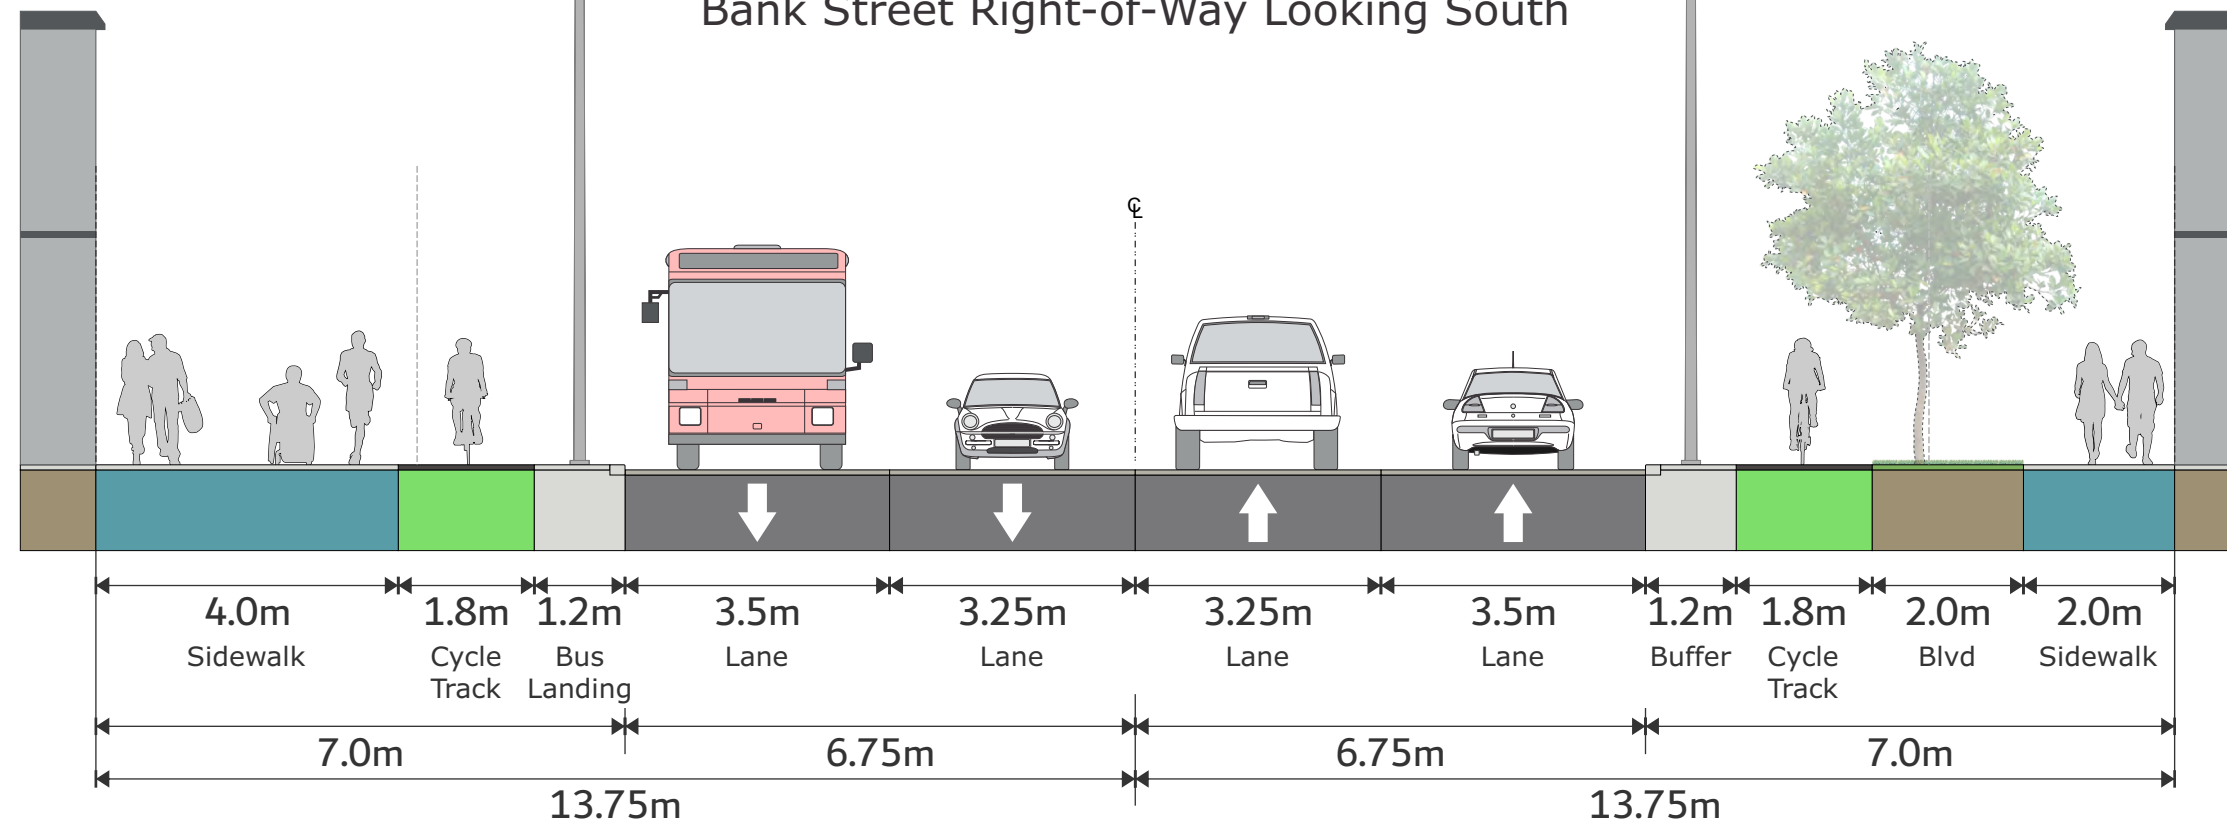 Bank Street Right-of-Way Looking South
℄
4.0m 1.8m 1.2m 3.5m 3.25m 3.25m 3.5m 1.2m 1.8m 2.0m 2.0m
Sidewalk Cycle Bus Lane Lane Lane Lane Buffer Cycle Blvd Sidewalk
Track Landing Track
7.0m 6.75m 6.75m 7.0m
13.75m 13.75m